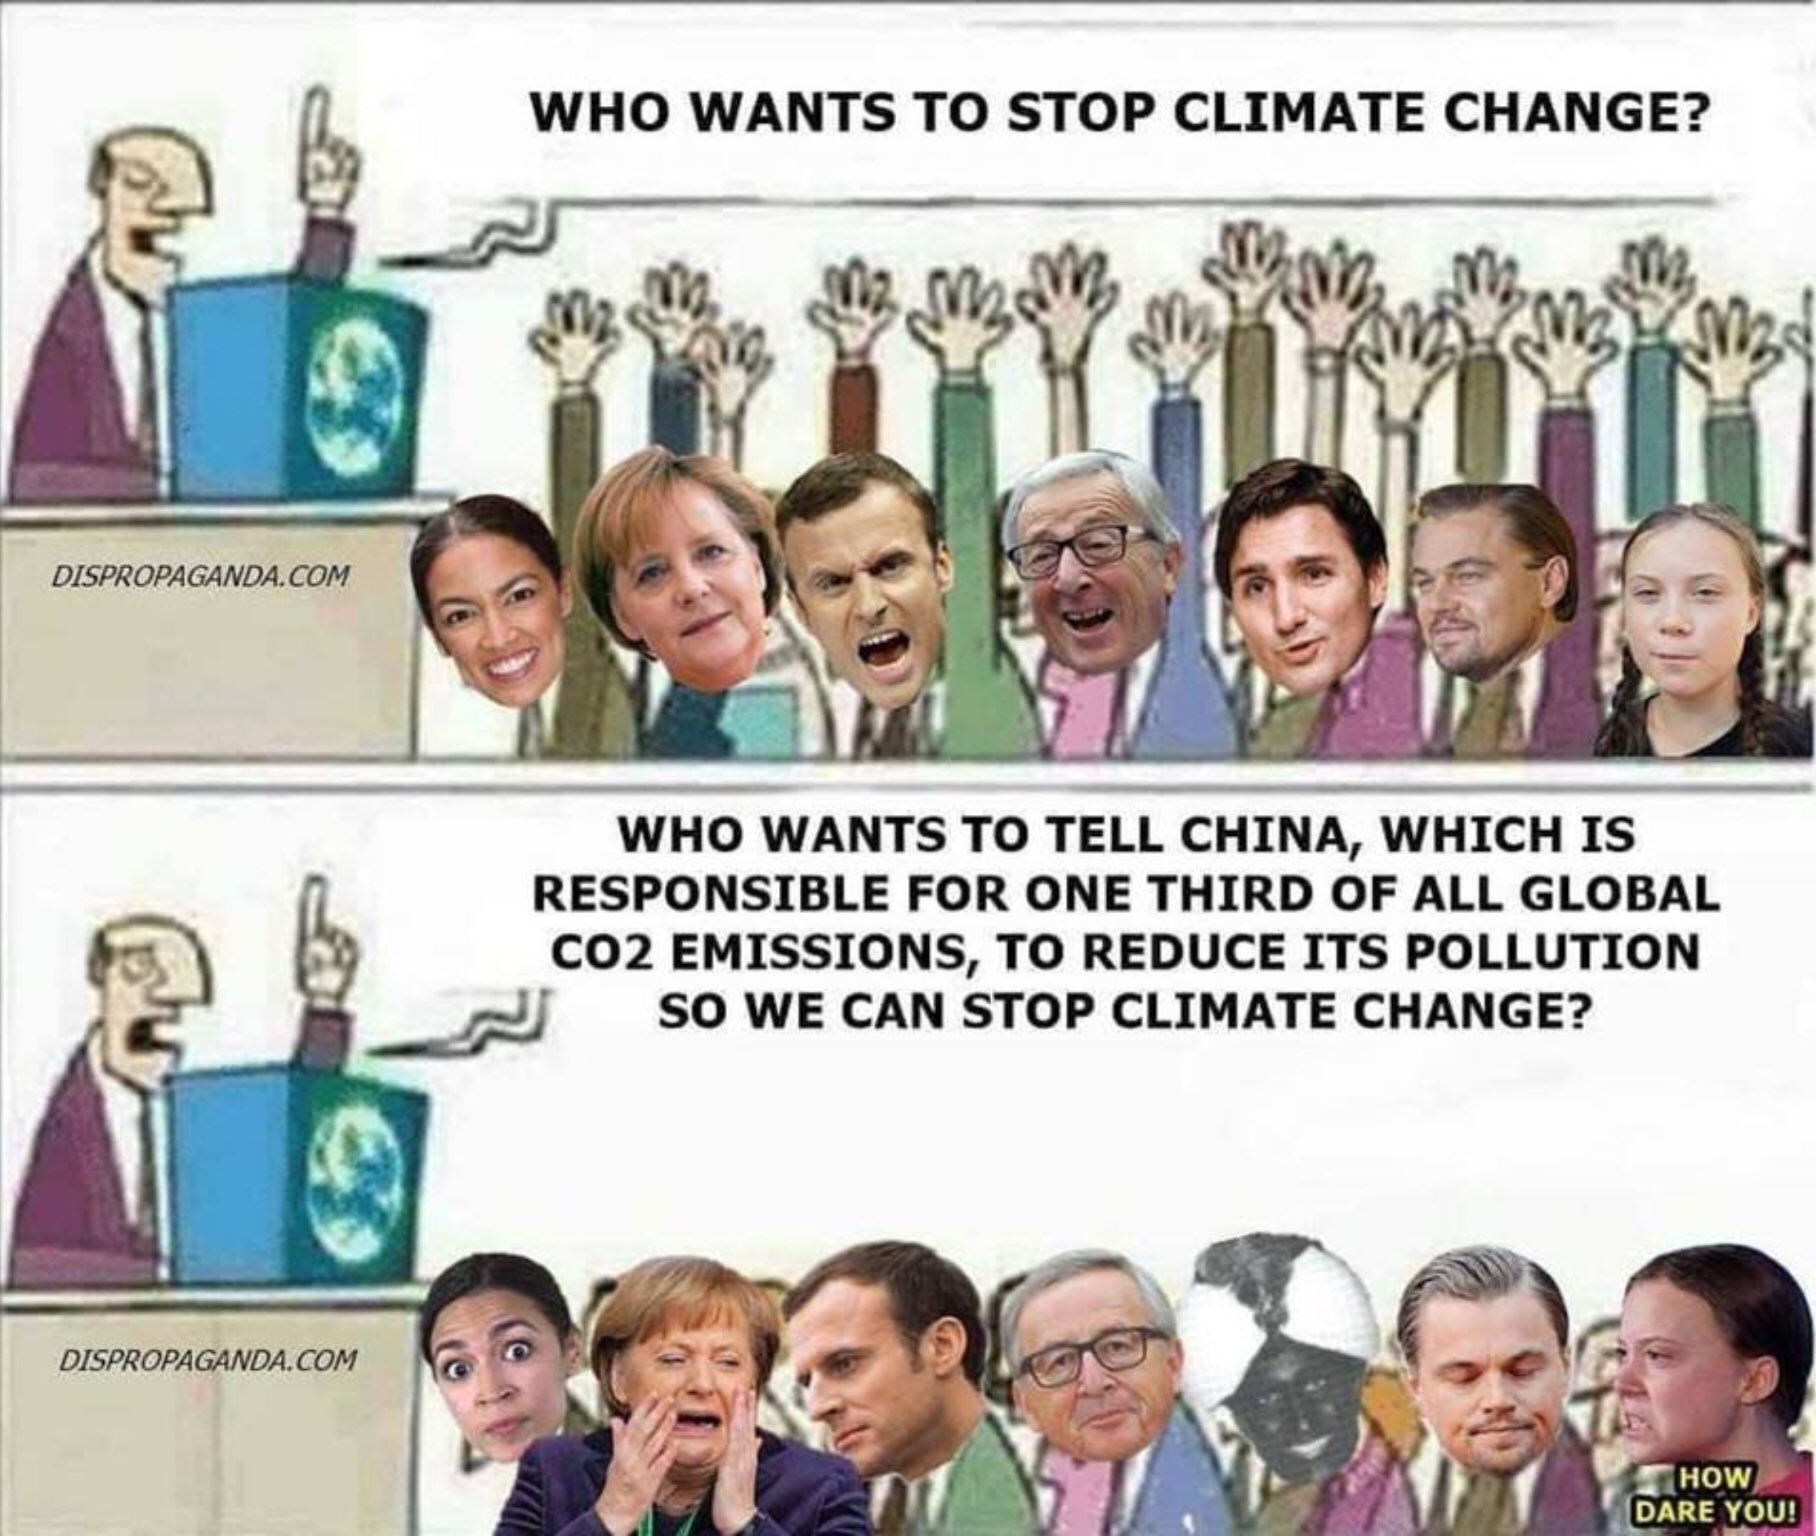 WHO WANTS TO STOP CLIMATE CHANGE?
DISPROPAGANDA.COM
WHO WANTS TO TELL CHINA, WHICH IS
RESPONSIBLE FOR ONE THIRD OF ALL GLOBAL
CO2 EMISSIONS, TO REDUCE ITS POLLUTION
SO WE CAN STOP CLIMATE CHANGE?
DISPROPAGANDA.COM
HOW
DARE YOU!